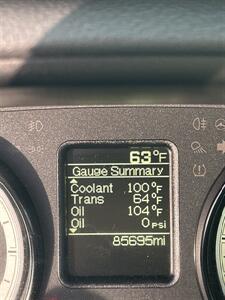 63°F
Gauge Summary
Coolant 100°F
Trans 64°F
Oil 104°F
Oil 0 PSI
85695mi